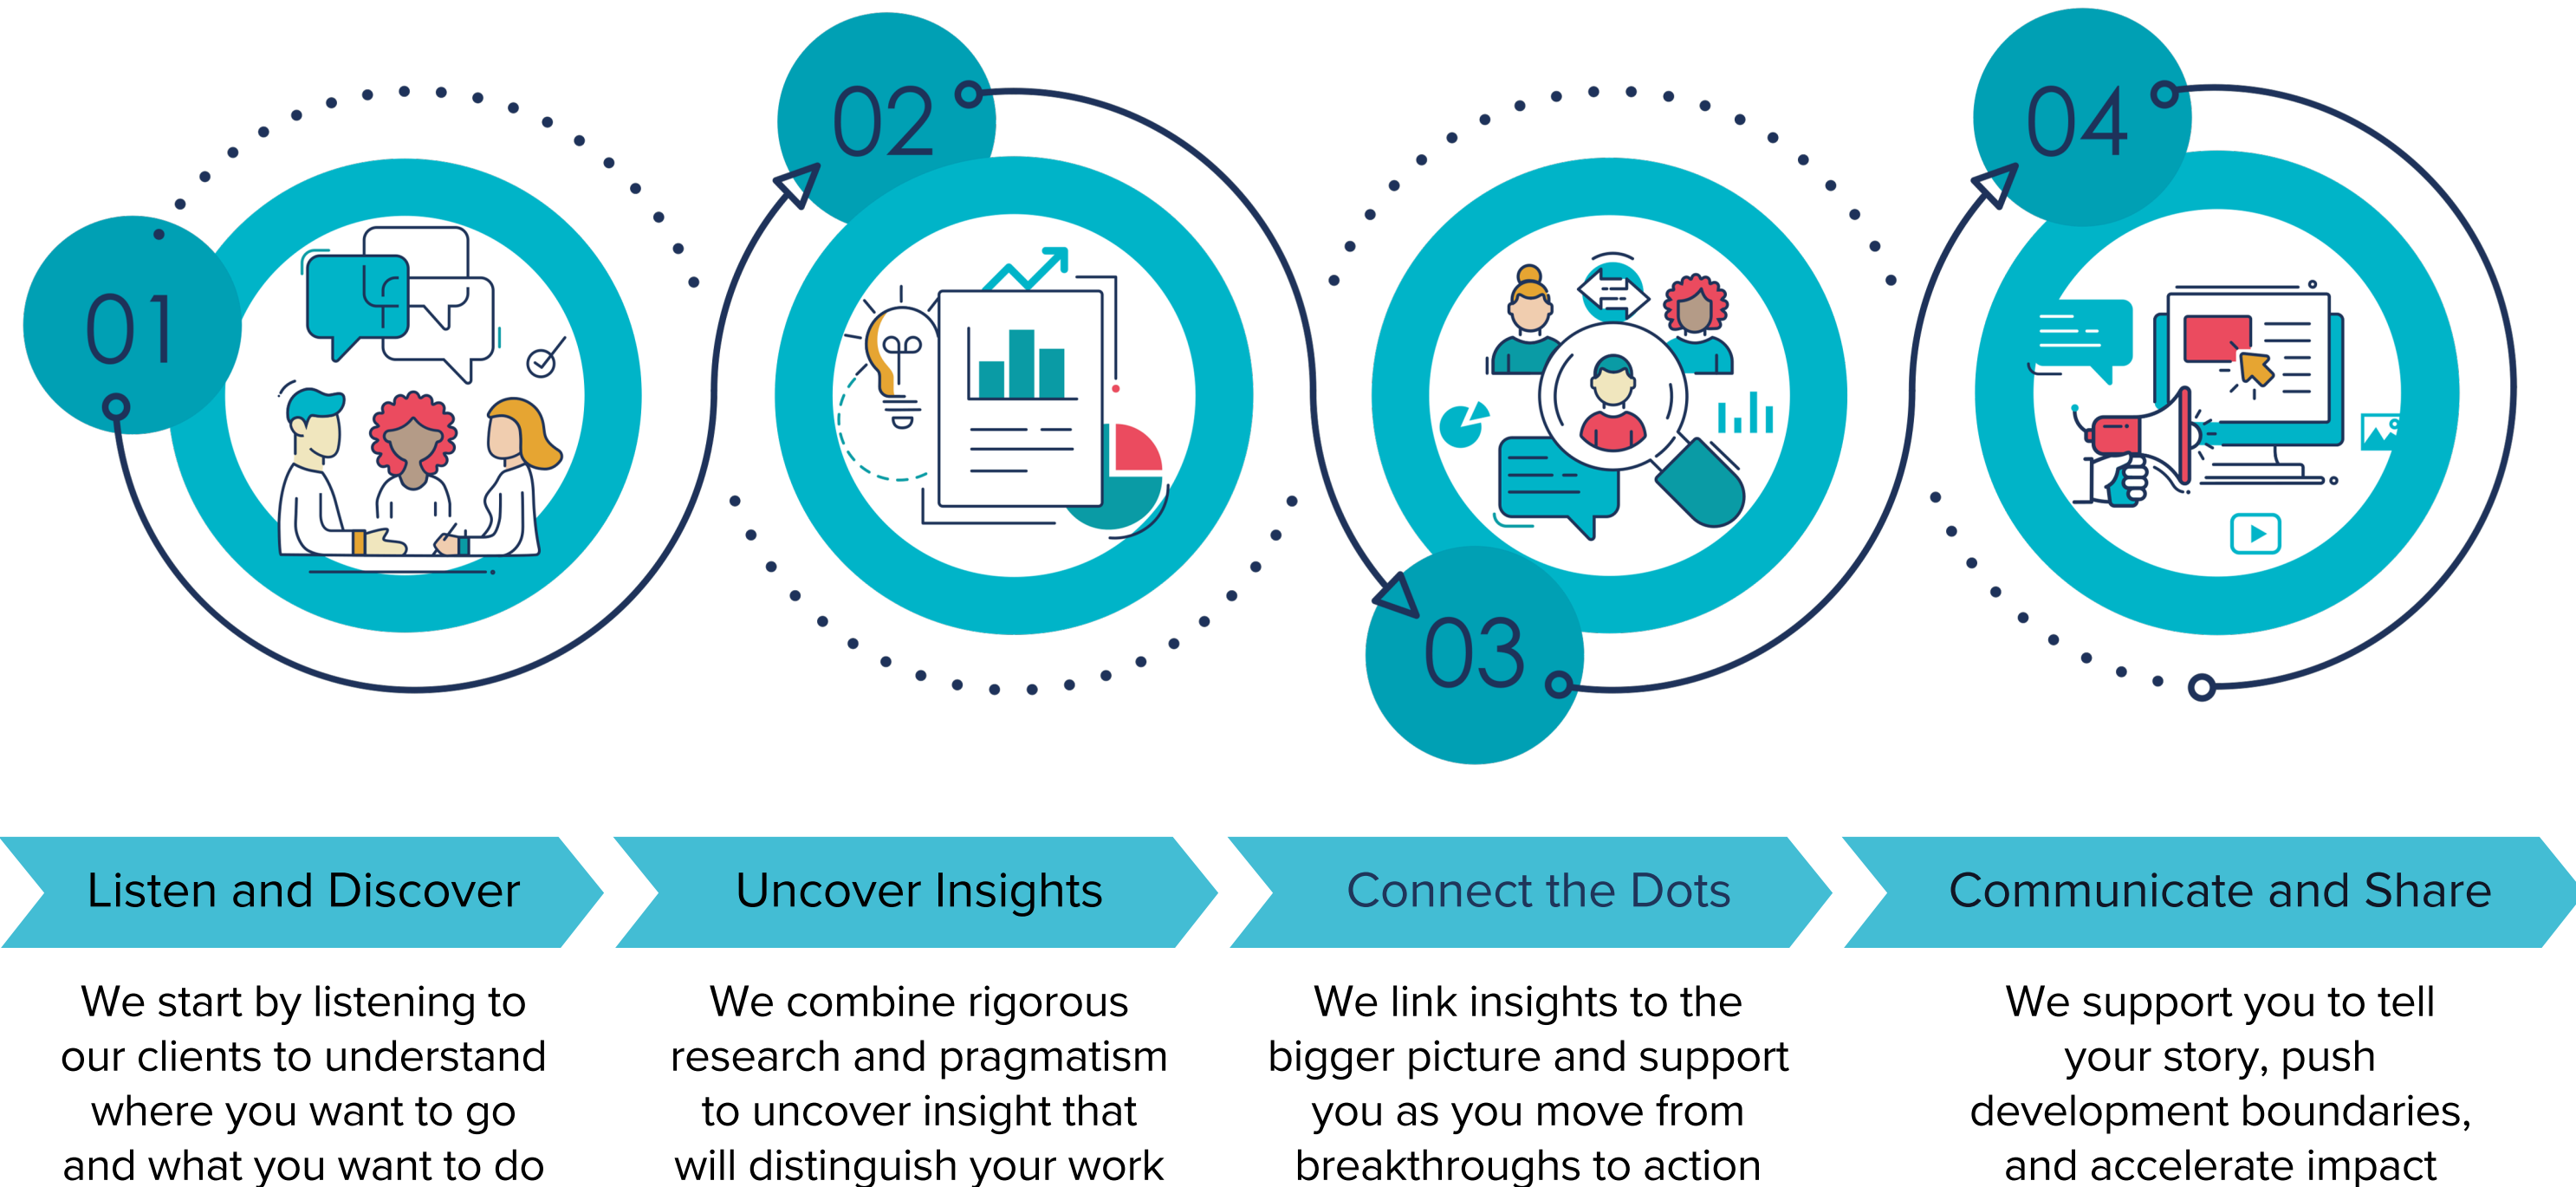 01
02
03
04
Listen and Discover
We start by listening to
our clients to understand
where you want to go
and what you want to do
Uncover Insights
We combine rigorous
research and pragmatism
to uncover insight that
will distinguish your work
Connect the Dots
We link insights to the
bigger picture and support
you as you move from
breakthroughs to action
Communicate and Share
We support you to tell
your story, push
development boundaries,
and accelerate impact